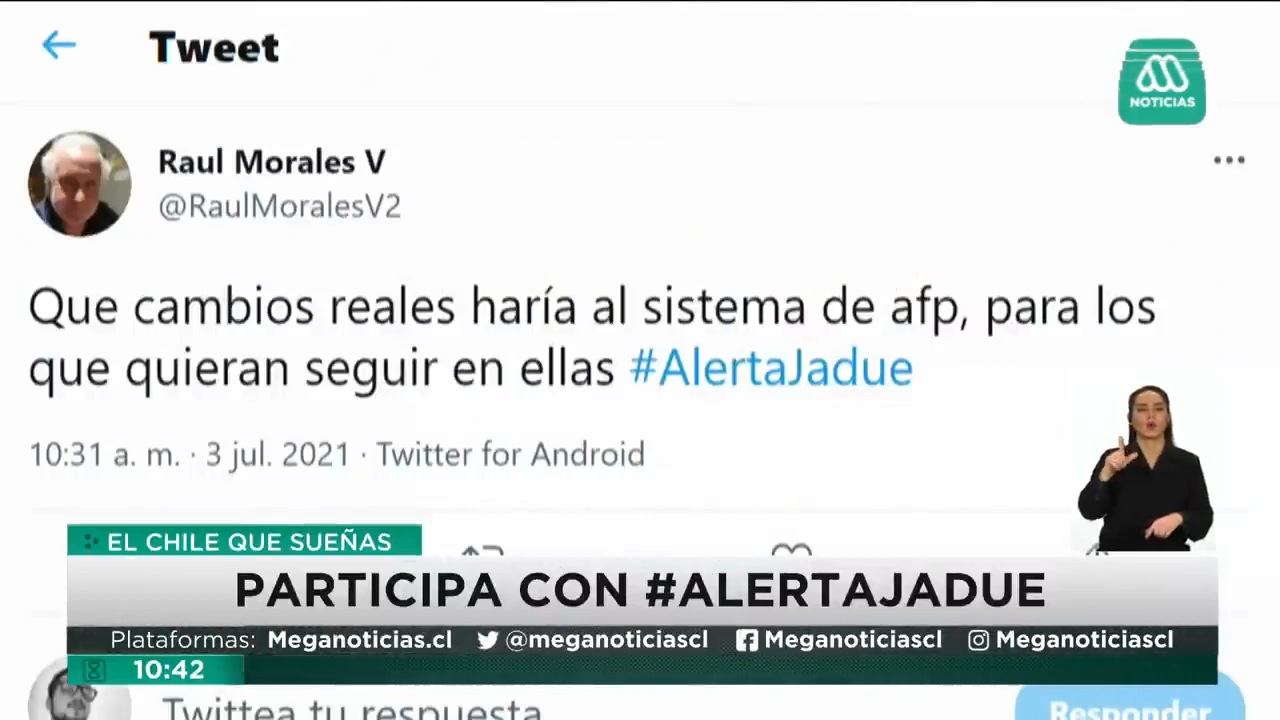 Tweet
NOTICIAS
Raul Morales V
@RaulMoralesV2
Que cambios reales haría al sistema de afp, para los
que quieran seguir en ellas #AlertaJadue
10:31 a. m. · 3 jul. 2021 · Twitter for Android
EL CHILE QUE SUEÑAS
PARTICIPA CON #ALERTAJADUE
Plataformas: Meganoticias.cl @meganoticiascl Meganoticiascl Meganoticiascl
10:42
Twittea tu respuesta
Responder